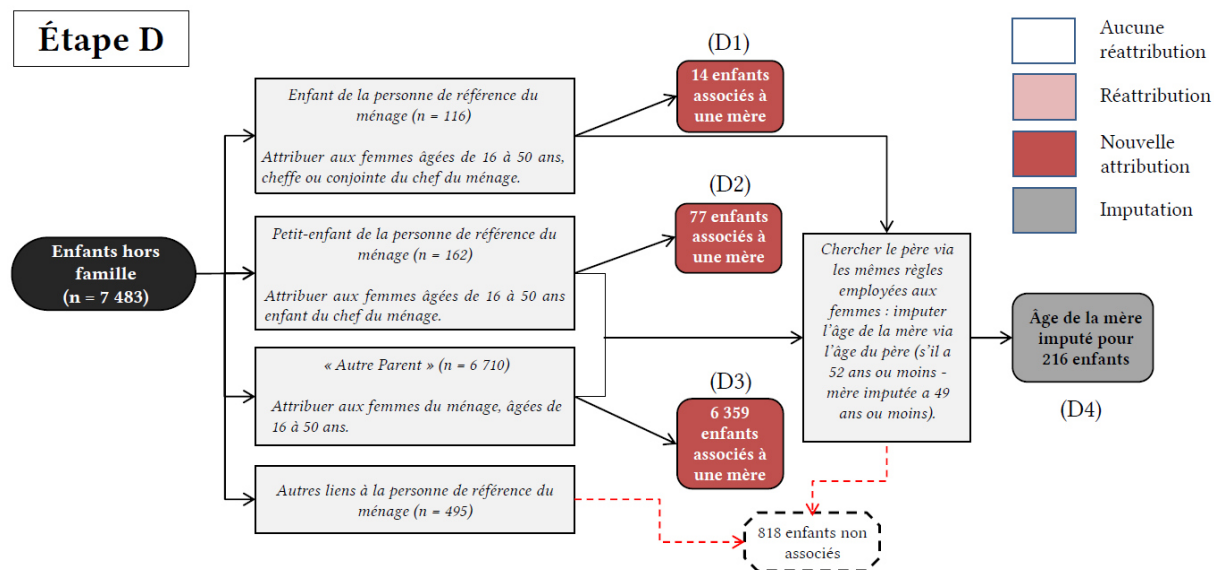 Étape D
Enfants hors
famille
(n = 7 483)
Enfant de la personne de référence du
ménage (n = 116)
Attribuer aux femmes âgées de 16 à 50 ans,
cheffe ou conjointe du chef du ménage.
Petit-enfant de la personne de référence du
ménage (n = 162)
Attribuer aux femmes âgées de 16 à 50 ans
enfant du chef du ménage.
« Autre Parent » (n = 6 710)
Attribuer aux femmes du ménage, âgées de
16 à 50 ans.
Autres liens à la personne de référence du
ménage (n = 495)
(D1)
14 enfants
associés à
une mère
(D2)
77 enfants
associés à
une mère
(D3)
6 359
enfants
associés à
une mère
Chercher le père via
les mêmes règles
employées aux
femmes : imputer
l'âge de la mère via
l'âge du père (s'il a
52 ans ou moins -
mère imputée a 49
ans ou moins).
818 enfants non
associés
Âge de la mère
imputé pour
216 enfants
(D4)
Aucune
réattribution
Réattribution
Nouvelle
attribution
Imputation